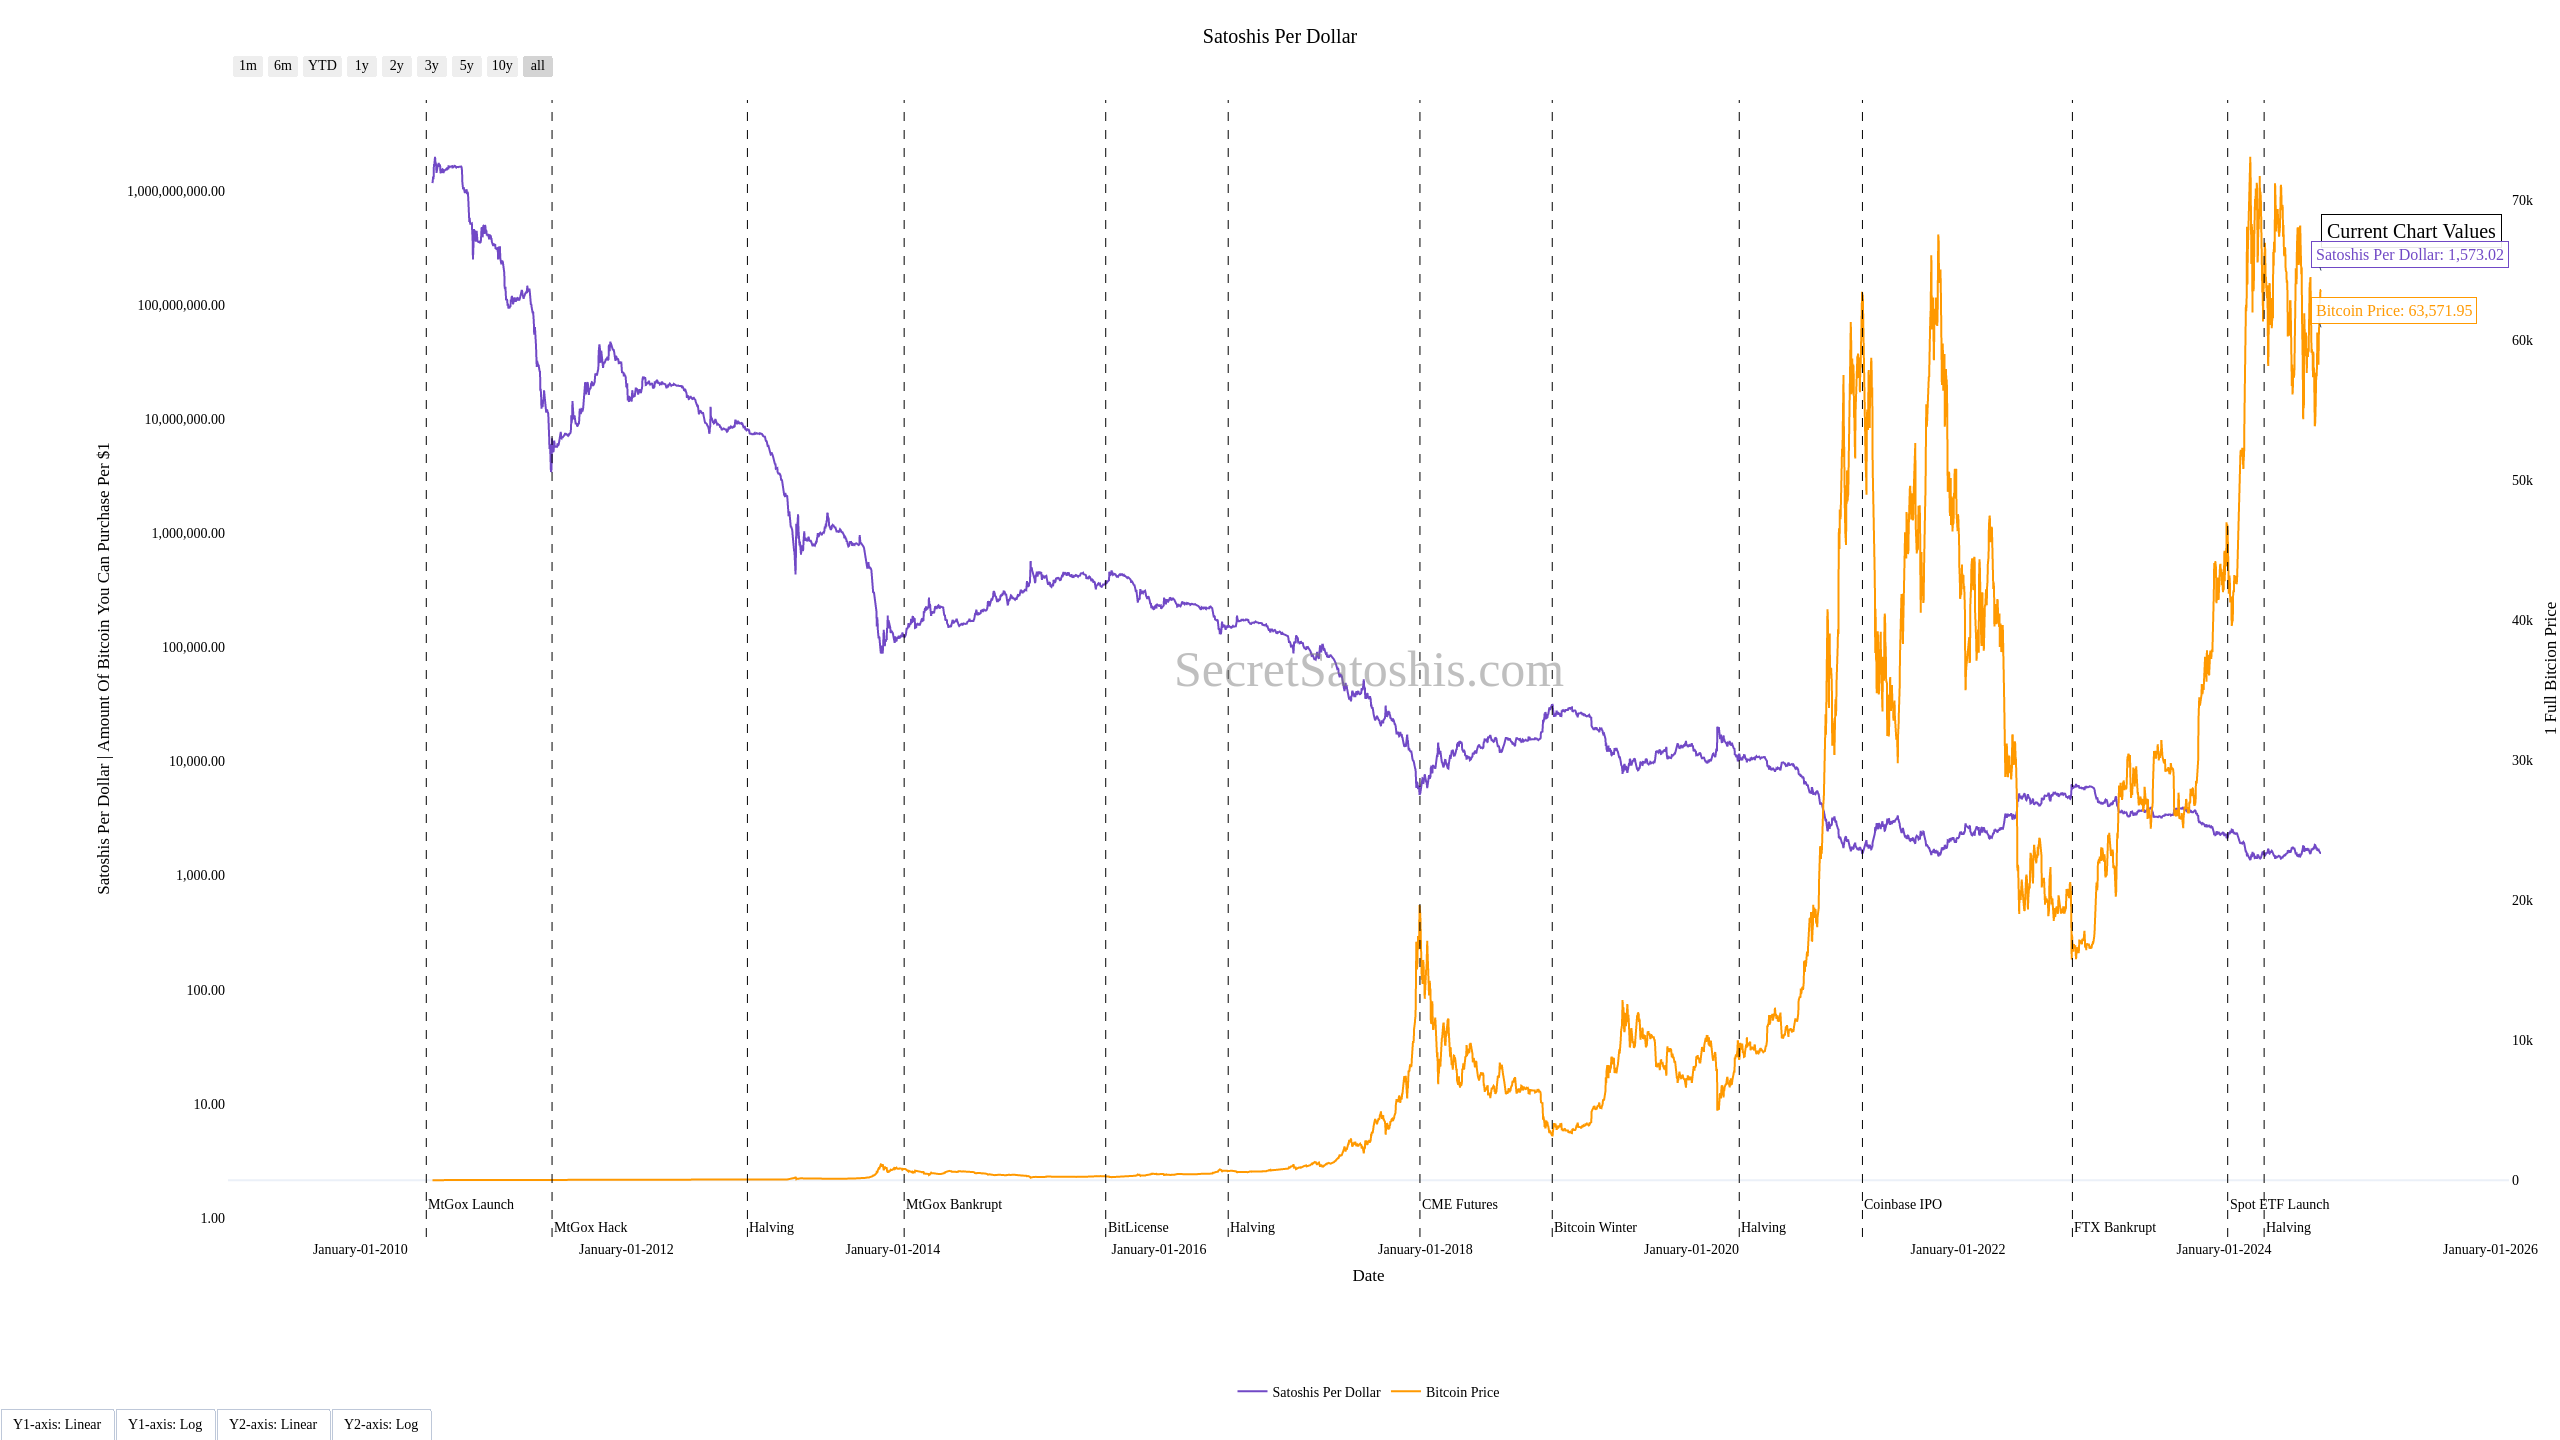 Satoshis Per Dollar
1m 6m YTD 1y 2y 3y 5y 10y all
1,000,000,000.00
100,000,000.00
10,000,000.00
1,000,000.00
100,000.00
10,000.00
1,000.00
100.00
10.00
1.00
Satoshis Per Dollar | Amount Of Bitcoin You Can Purchase Per $1
70k
60k
50k
40k
30k
20k
10k
0
1 Full Bitcion Price
Current Chart Values
Satoshis Per Dollar: 1,573.02
Bitcoin Price: 63,571.95
SecretSatoshis.com
MtGox Launch
MtGox Hack
Halving
MtGox Bankrupt
BitLicense
Halving
CME Futures
Bitcoin Winter
Halving
Coinbase IPO
FTX Bankrupt
Spot ETF Launch
Halving
January-01-2010 January-01-2012 January-01-2014 January-01-2016 January-01-2018 January-01-2020 January-01-2022 January-01-2024 January-01-2026
Date
Satoshis Per Dollar Bitcoin Price
Y1-axis: Linear Y1-axis: Log Y2-axis: Linear Y2-axis: Log